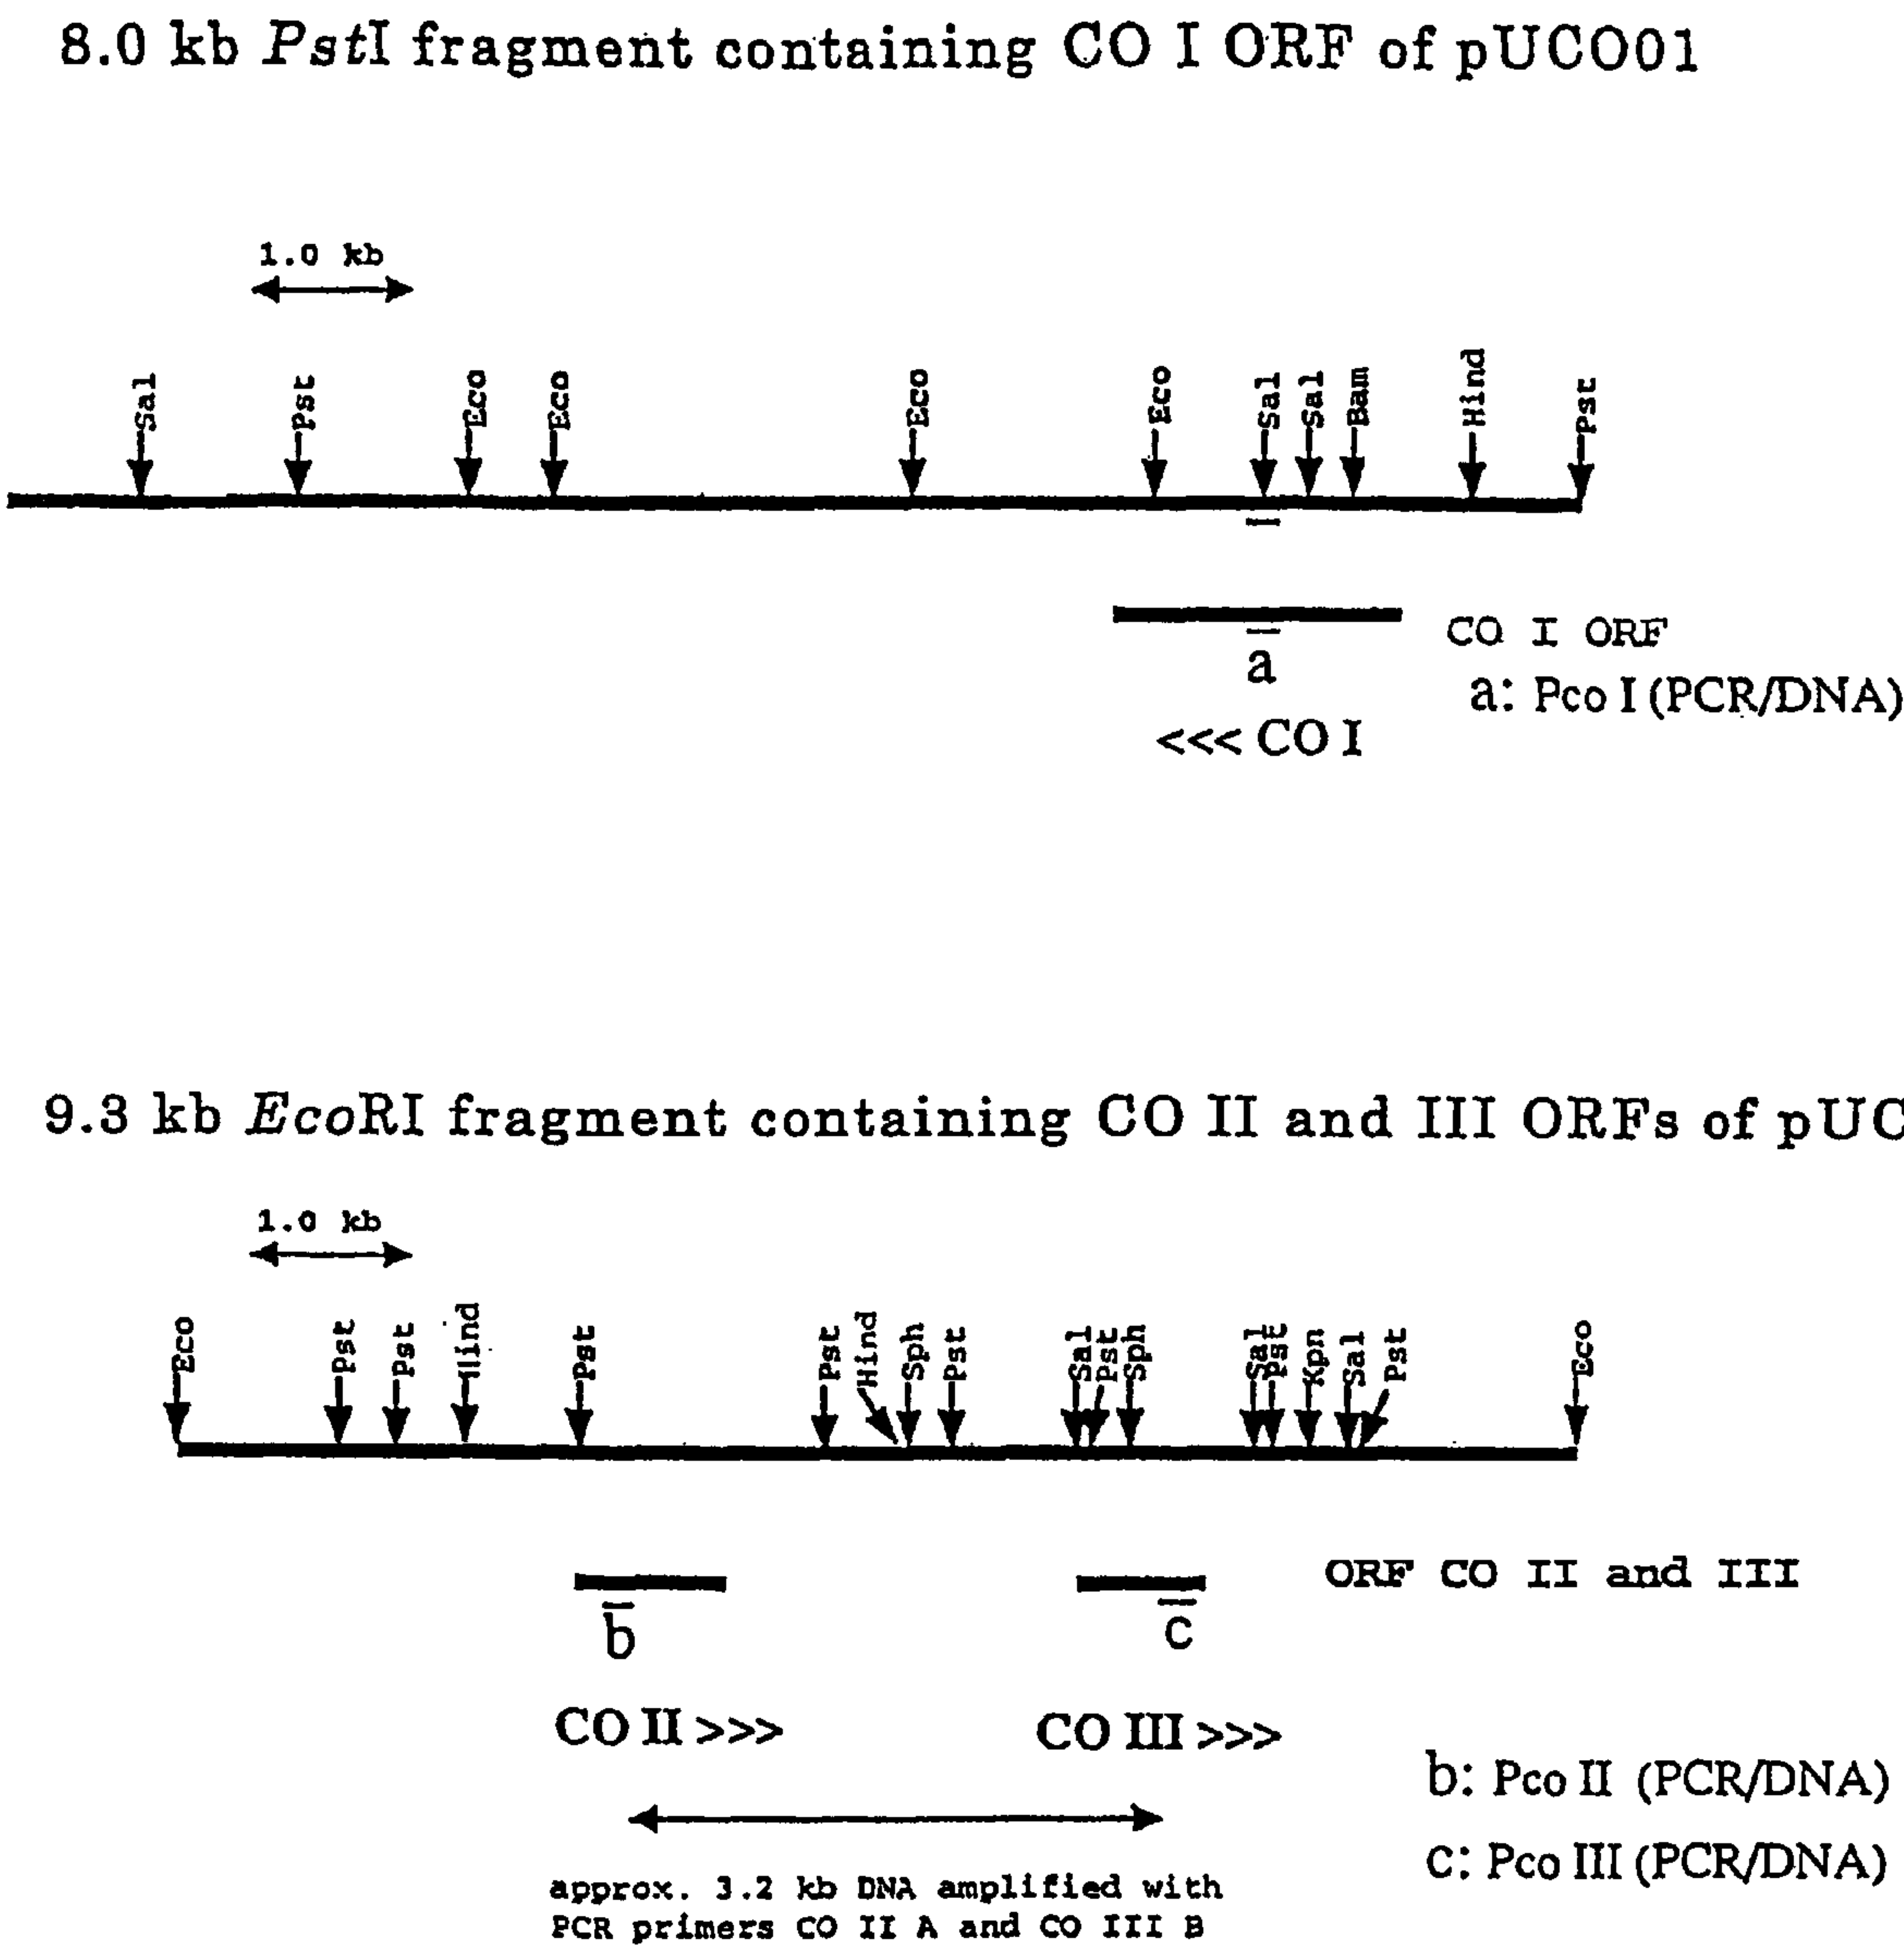 8.0 kb PstI fragment containing CO I ORF of pUCO01
1.0 kb
Sal
Pst
Eco
Eco
Eco
Eco
Sal
Sal
Bam
Hind
Pst
CO I ORF
a
a: Pco I (PCR/DNA)
<<< CO I
9.3 kb EcoRI fragment containing CO II and III ORFs of pUC
1.0 kb
Eco
Pst
Pst
Hind
Pst
Pst
Hind
Sph
Pst
Sal
Pst
Sph
Sal
Pst
Kpn
Sal
Pst
Eco
ORF CO II and III
b
c
CO II >>>
CO III >>>
b: Pco II (PCR/DNA)
c: Pco III (PCR/DNA)
approx. 3.2 kb DNA amplified with
PCR primers CO II A and CO III B